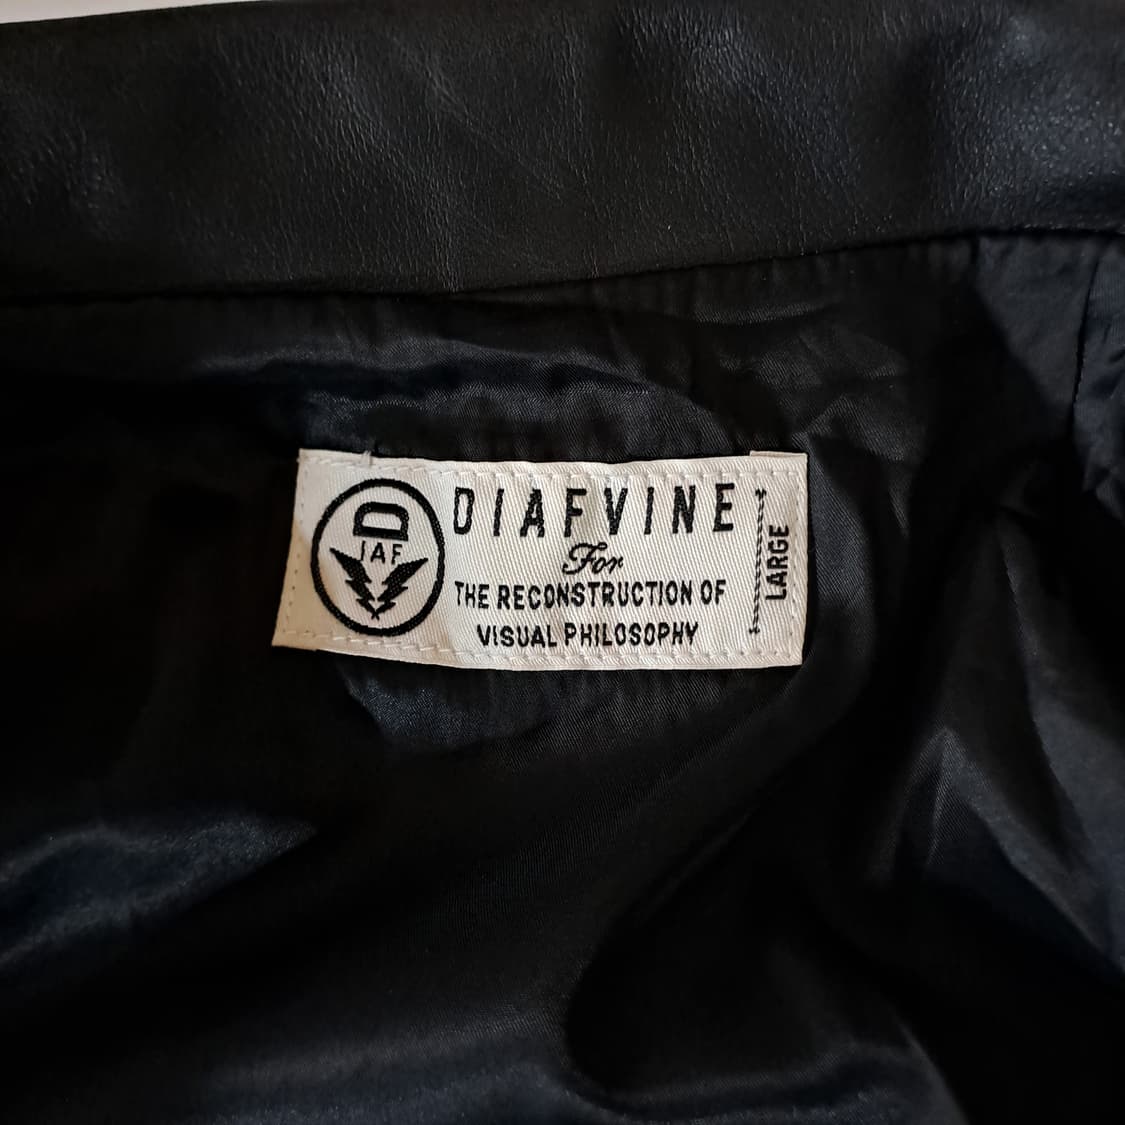 D
IAF
DIAFVINE
For
THE RECONSTRUCTION OF
VISUAL PHILOSOPHY
LARGE